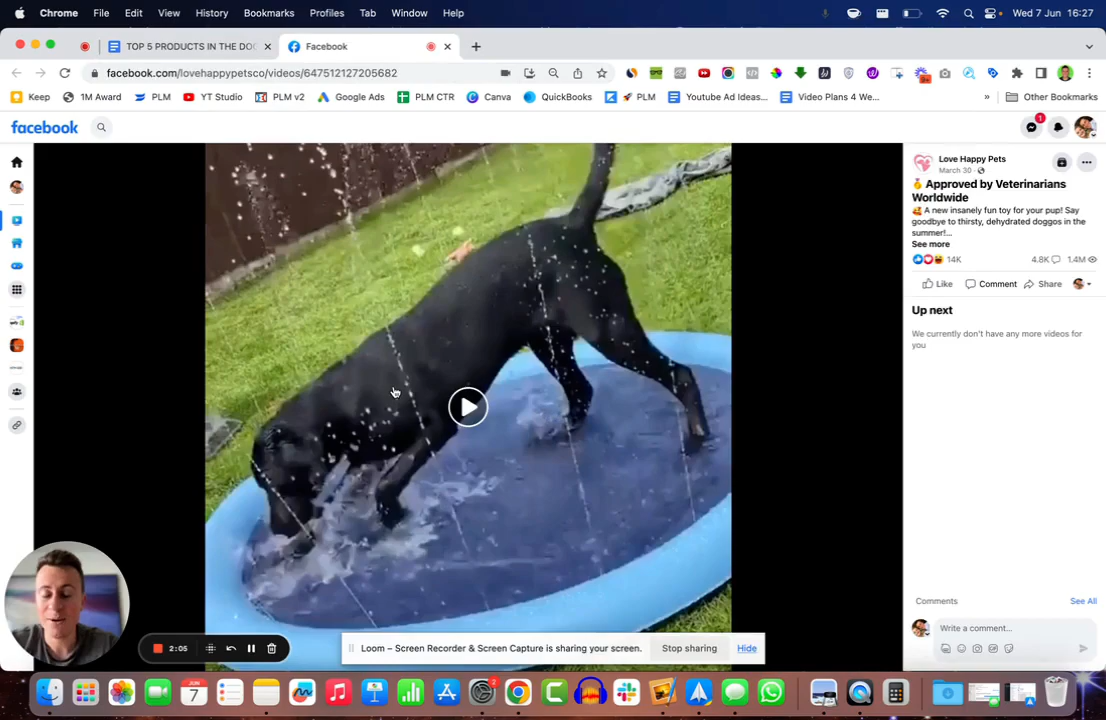 Chrome File Edit View History Bookmarks Profiles Tab Window Help Wed 7 Jun 16:27
TOP 5 PRODUCTS IN THE DO
Facebook
facebook.com/lovehappypetsco/videos/647512127205682
Keep 1M Award PLM YT Studio PLM v2 Google Ads PLM CTR Canva QuickBooks PLM Youtube Ad Ideas... Video Plans 4 We... » Other Bookmarks
facebook
1
Love Happy Pets
March 30 ·
🏅 Approved by Veterinarians
Worldwide
🥰 A new insanely fun toy for your pup! Say
goodbye to thirsty, dehydrated doggos in the
summer!...
See more
14K 4.8K 1.4M
Like Comment Share
Up next
We currently don't have any more videos for
you
Comments See All
Write a comment...
2:05
Loom – Screen Recorder & Screen Capture is sharing your screen. Stop sharing Hide
JUN
7
2